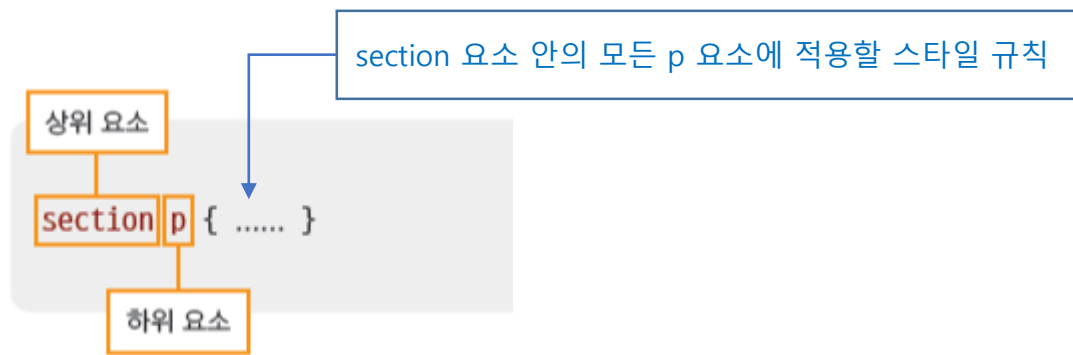 section 요소 안의 모든 p 요소에 적용할 스타일 규칙
상위 요소
section p { ...... }
하위 요소